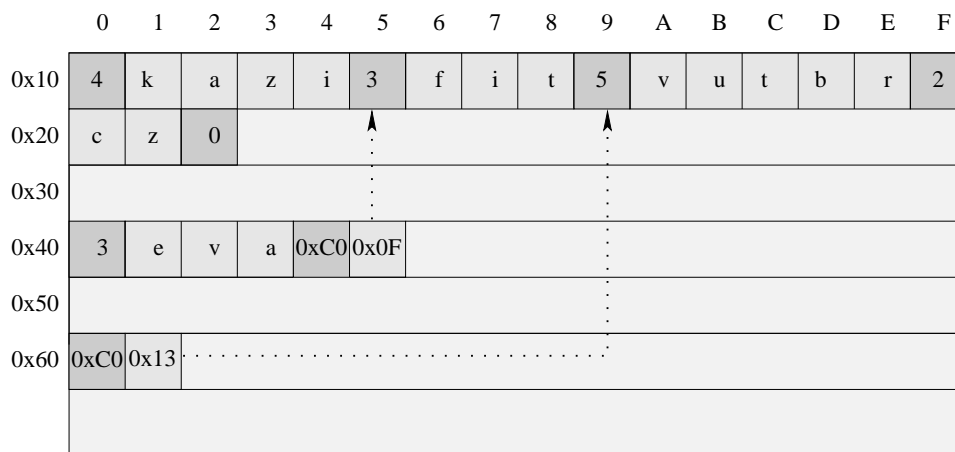 0 1 2 3 4 5 6 7 8 9 A B C D E F
0x10 4 k a z i 3 f i t 5 v u t b r 2
0x20 c z 0
0x30
0x40 3 e v a 0xC0 0x0F
0x50
0x60 0xC0 0x13